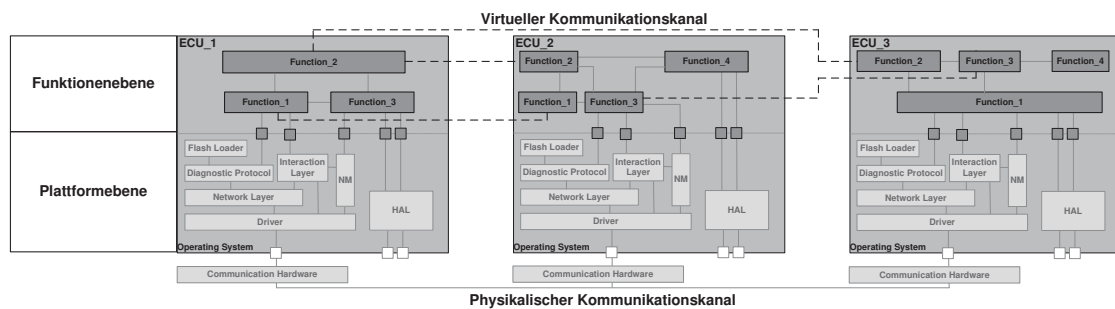 Virtueller Kommunikationskanal
Funktionenebene
Plattformebene
ECU_1
Function_2
Function_1
Function_3
Flash Loader
Diagnostic Protocol
Interaction
Layer
NM
Network Layer
Driver
HAL
Operating System
Communication Hardware
ECU_2
Function_2
Function_4
Function_1
Function_3
Flash Loader
Diagnostic Protocol
Interaction
Layer
NM
Network Layer
Driver
HAL
Operating System
Communication Hardware
ECU_3
Function_2
Function_3
Function_4
Function_1
Flash Loader
Diagnostic Protocol
Interaction
Layer
NM
Network Layer
Driver
HAL
Operating System
Communication Hardware
Physikalischer Kommunikationskanal